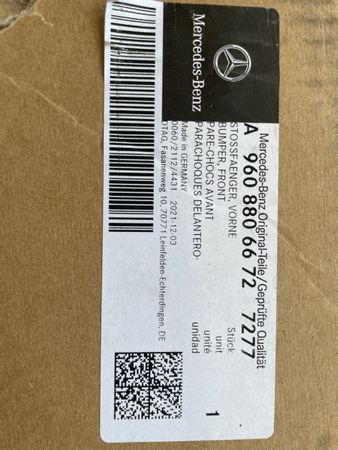 Mercedes-Benz
Mercedes-Benz Original-Teile /Geprüfte Qualität
A 960 880 66 72 7277
STOSSFAENGER, VORNE Stück
BUMPER, FRONT unit 1
PARE-CHOCS AVANT unité
PARACHOQUES DELANTERO- unidad
Made in GERMANY
0060/2112/4431 2021-12-03
DTAG, Fasanenweg 10, 70771 Leinfelden-Echterdingen, DE